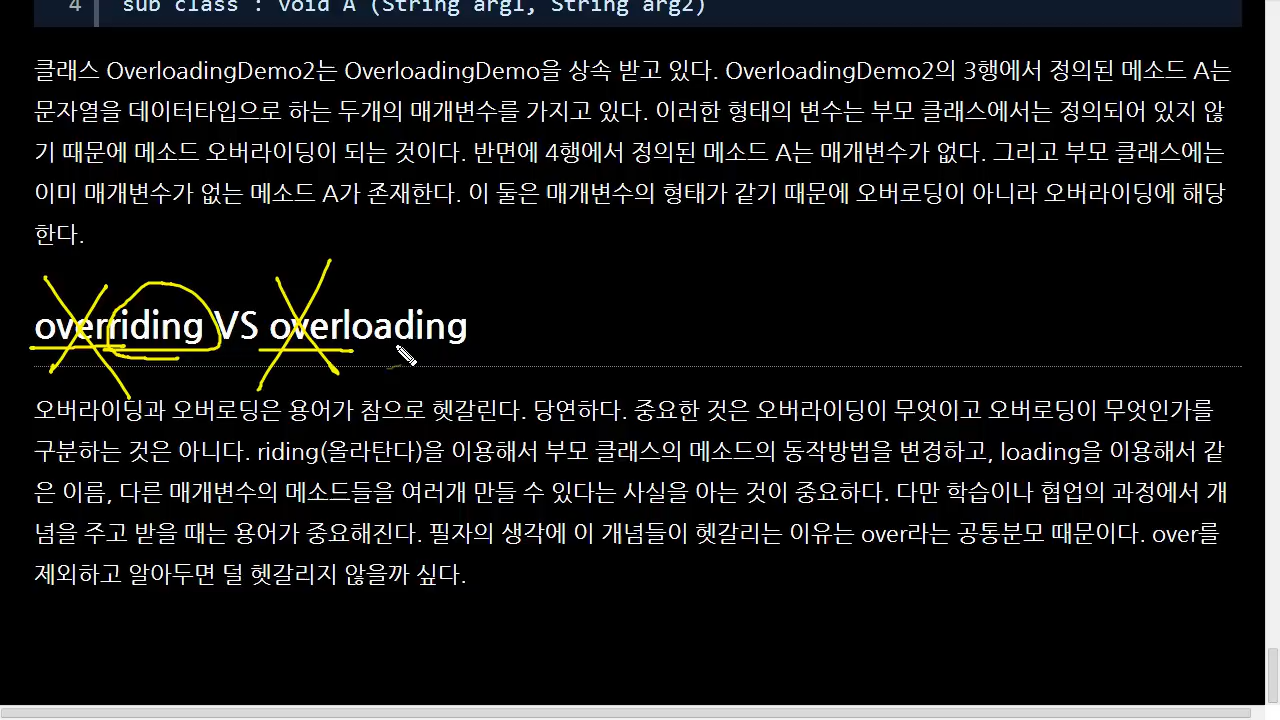 4 sub class : void A (String arg1, String arg2)
클래스 OverloadingDemo2는 OverloadingDemo을 상속 받고 있다. OverloadingDemo2의 3행에서 정의된 메소드 A는
문자열을 데이터타입으로 하는 두개의 매개변수를 가지고 있다. 이러한 형태의 변수는 부모 클래스에서는 정의되어 있지 않
기 때문에 메소드 오버라이딩이 되는 것이다. 반면에 4행에서 정의된 메소드 A는 매개변수가 없다. 그리고 부모 클래스에는
이미 매개변수가 없는 메소드 A가 존재한다. 이 둘은 매개변수의 형태가 같기 때문에 오버로딩이 아니라 오버라이딩에 해당
한다.
overriding VS overloading
오버라이딩과 오버로딩은 용어가 참으로 헷갈린다. 당연하다. 중요한 것은 오버라이딩이 무엇이고 오버로딩이 무엇인가를
구분하는 것은 아니다. riding(올라탄다)을 이용해서 부모 클래스의 메소드의 동작방법을 변경하고, loading을 이용해서 같
은 이름, 다른 매개변수의 메소드들을 여러개 만들 수 있다는 사실을 아는 것이 중요하다. 다만 학습이나 협업의 과정에서 개
념을 주고 받을 때는 용어가 중요해진다. 필자의 생각에 이 개념들이 헷갈리는 이유는 over라는 공통분모 때문이다. over를
제외하고 알아두면 덜 헷갈리지 않을까 싶다.